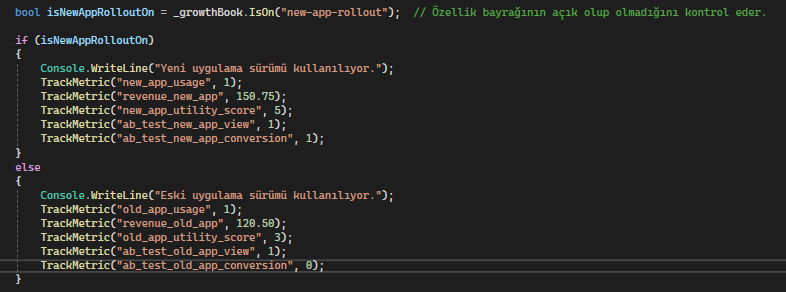 bool isNewAppRolloutOn = _growthBook.IsOn("new-app-rollout");  // Özellik bayrağının açık olup olmadığını kontrol eder.
if (isNewAppRolloutOn)
{
    Console.WriteLine("Yeni uygulama sürümü kullanılıyor.");
    TrackMetric("new_app_usage", 1);
    TrackMetric("revenue_new_app", 150.75);
    TrackMetric("new_app_utility_score", 5);
    TrackMetric("ab_test_new_app_view", 1);
    TrackMetric("ab_test_new_app_conversion", 1);
}
else
{
    Console.WriteLine("Eski uygulama sürümü kullanılıyor.");
    TrackMetric("old_app_usage", 1);
    TrackMetric("revenue_old_app", 120.50);
    TrackMetric("old_app_utility_score", 3);
    TrackMetric("ab_test_old_app_view", 1);
    TrackMetric("ab_test_old_app_conversion", 0);
}